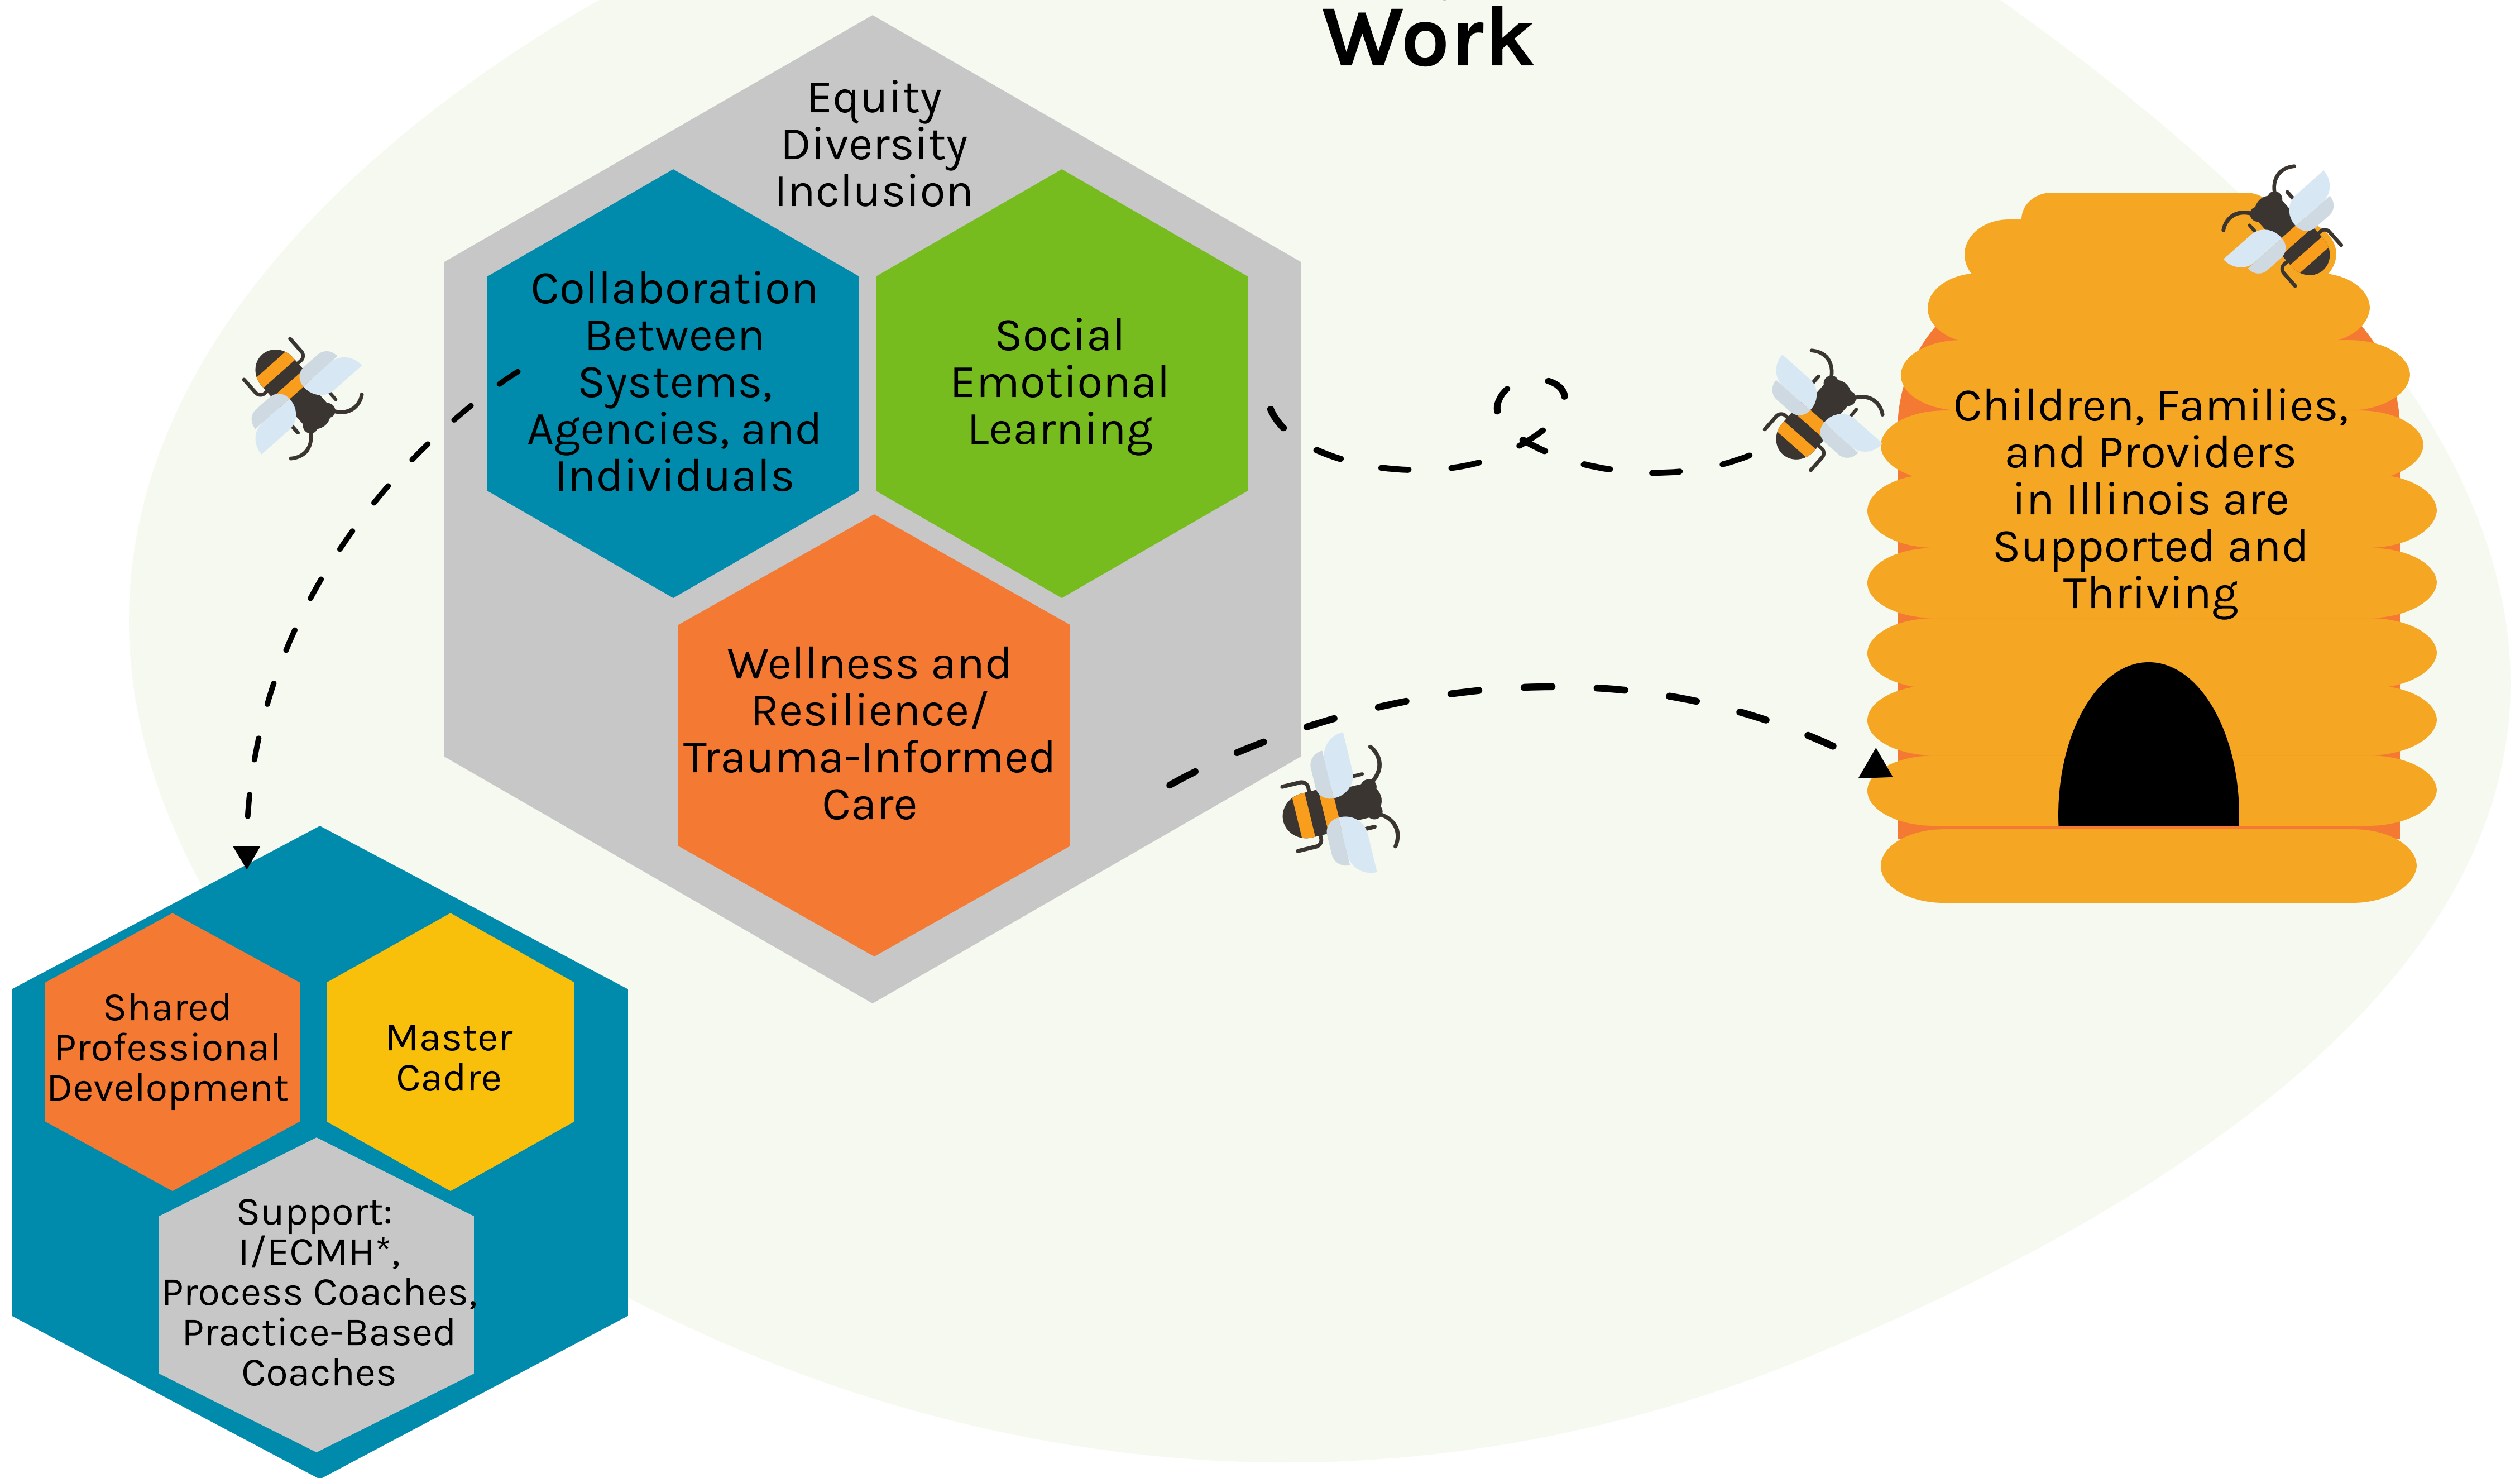 Work
Equity
Diversity
Inclusion
Collaboration
Between
Systems,
Agencies, and
Individuals
Social
Emotional
Learning
Wellness and
Resilience/
Trauma-Informed
Care
Children, Families,
and Providers
in Illinois are
Supported and
Thriving
Shared
Professional
Development
Master
Cadre
Support:
I/ECMH*,
Process Coaches,
Practice-Based
Coaches